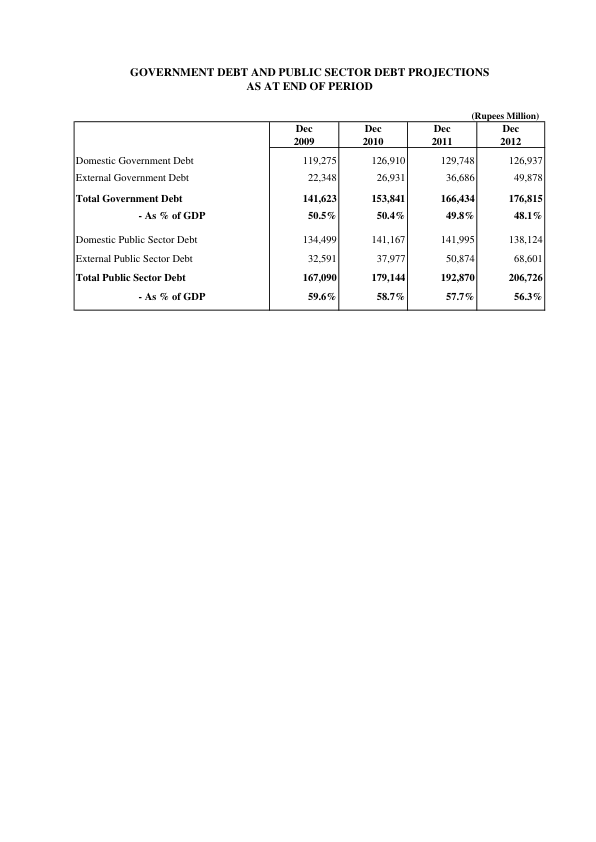 GOVERNMENT DEBT AND PUBLIC SECTOR DEBT PROJECTIONS
AS AT END OF PERIOD
(Rupees Million)
Dec Dec Dec Dec
2009 2010 2011 2012
Domestic Government Debt 119,275 126,910 129,748 126,937
External Government Debt 22,348 26,931 36,686 49,878
Total Government Debt 141,623 153,841 166,434 176,815
- As % of GDP 50.5% 50.4% 49.8% 48.1%
Domestic Public Sector Debt 134,499 141,167 141,995 138,124
External Public Sector Debt 32,591 37,977 50,874 68,601
Total Public Sector Debt 167,090 179,144 192,870 206,726
- As % of GDP 59.6% 58.7% 57.7% 56.3%